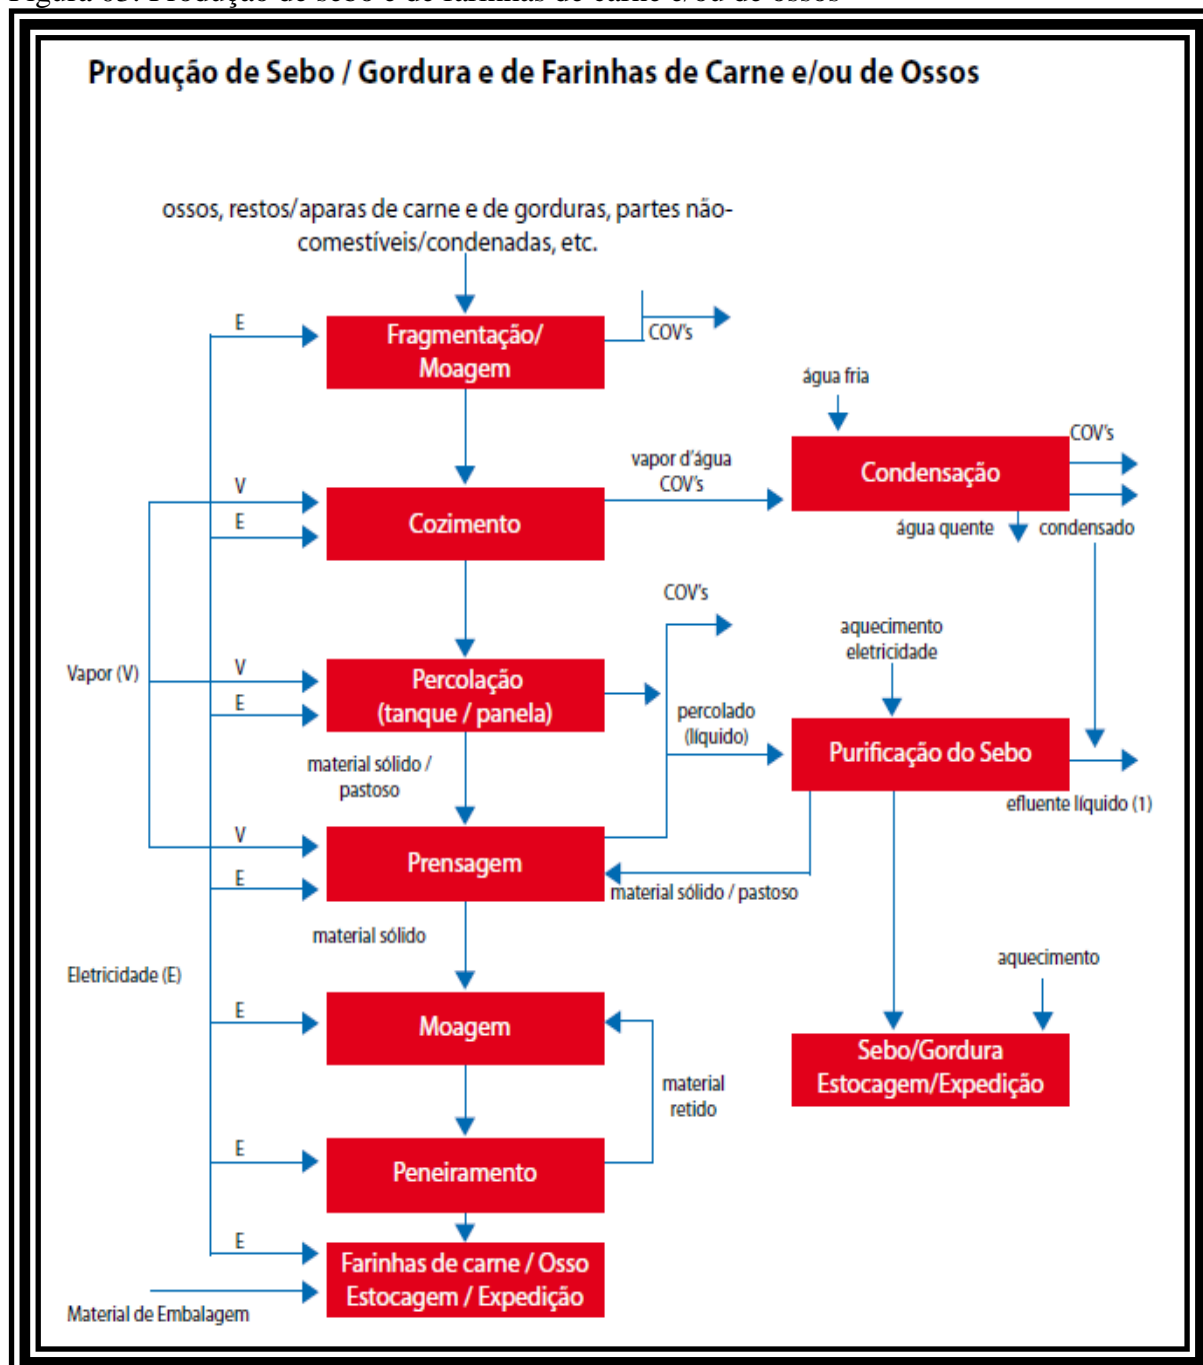 Figura 03: Produção de sebo e de farinhas de carne e/ou de ossos
Produção de Sebo / Gordura e de Farinhas de Carne e/ou de Ossos
ossos, restos/aparas de carne e de gorduras, partes não-
comestíveis/condenadas, etc.
E
Fragmentação/
Moagem
COV's
água fria
vapor d'água
COV's
Condensação
COV's
V
E
Cozimento
água quente
condensado
COV's
aquecimento
eletricidade
Vapor (V)
V
E
Percolação
(tanque / panela)
percolado
(líquido)
Purificação do Sebo
material sólido /
pastoso
efluente líquido (1)
V
E
Prensagem
material sólido / pastoso
material sólido
Eletricidade (E)
aquecimento
E
Moagem
Sebo/Gordura
Estocagem/Expedição
material
retido
E
Peneiramento
E
Farinhas de carne / Osso
Estocagem / Expedição
Material de Embalagem